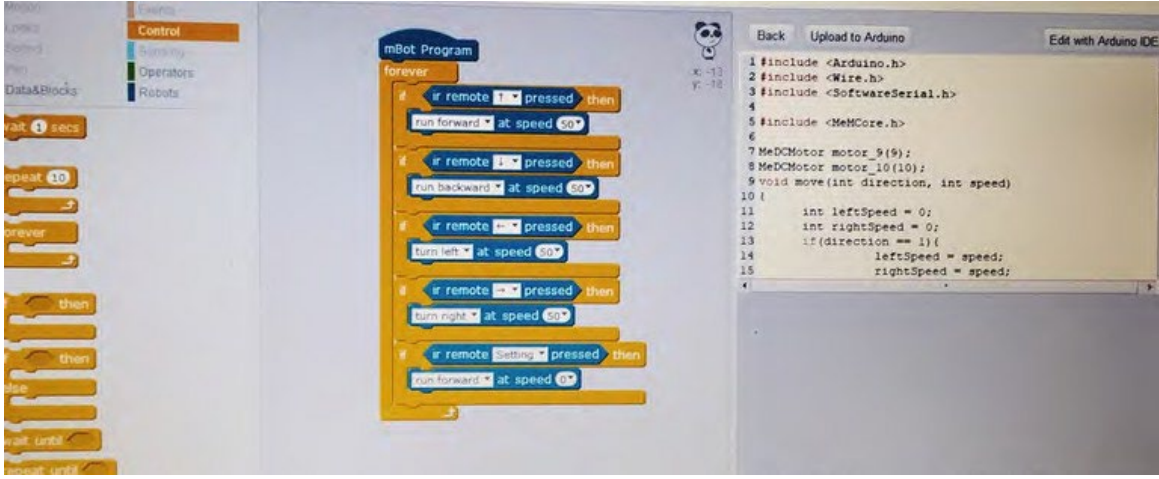 Control
Operators
Data&Blocks
Robots
wait 1 secs
repeat 10
forever
then
then
else
wait until
repeat until
mBot Program
forever
if ir remote ↑ pressed then
run forward at speed 50
if ir remote ↓ pressed then
run backward at speed 50
if ir remote ← pressed then
turn left at speed 50
if ir remote → pressed then
turn right at speed 50
if ir remote Setting pressed then
run forward at speed 0
x: -13
y: -18
Back Upload to Arduino Edit with Arduino IDE
1 #include <Arduino.h>
2 #include <Wire.h>
3 #include <SoftwareSerial.h>
4
5 #include <MeMCore.h>
6
7 MeDCMotor motor_9(9);
8 MeDCMotor motor_10(10);
9 void move(int direction, int speed)
10 {
11 int leftSpeed = 0;
12 int rightSpeed = 0;
13 if(direction == 1){
14 leftSpeed = speed;
15 rightSpeed = speed;